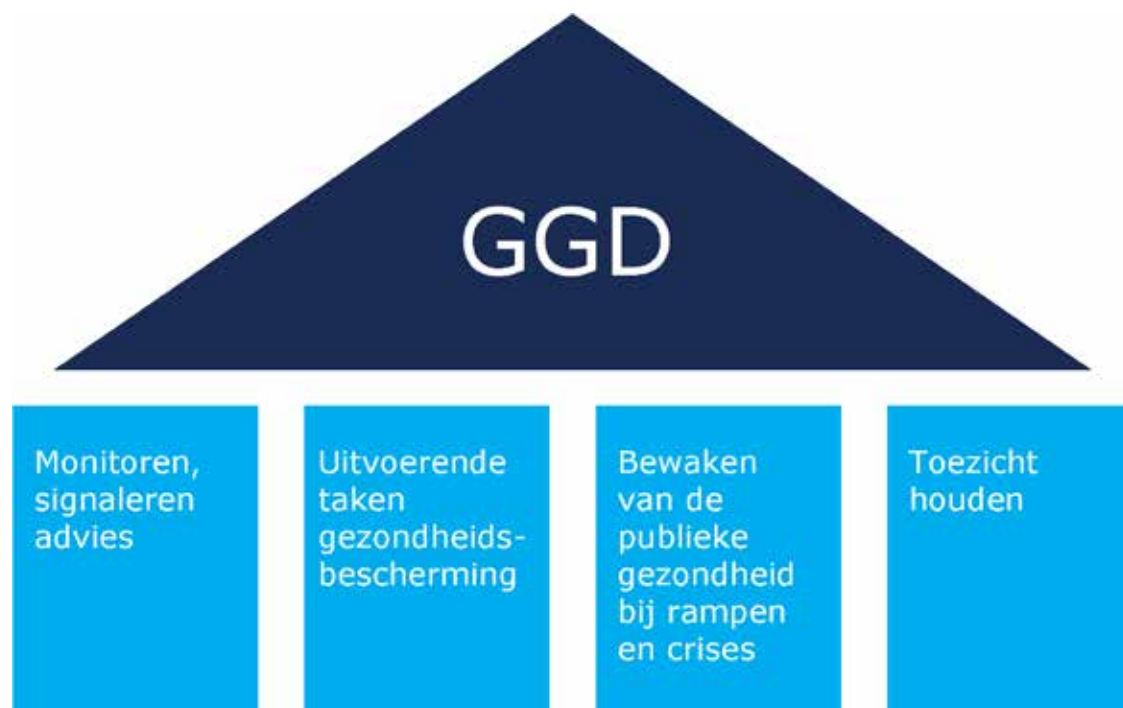 GGD
Monitoren,
signaleren
advies
Uitvoerende
taken
gezondheids-
bescherming
Bewaken
van de
publieke
gezondheid
bij rampen
en crises
Toezicht
houden